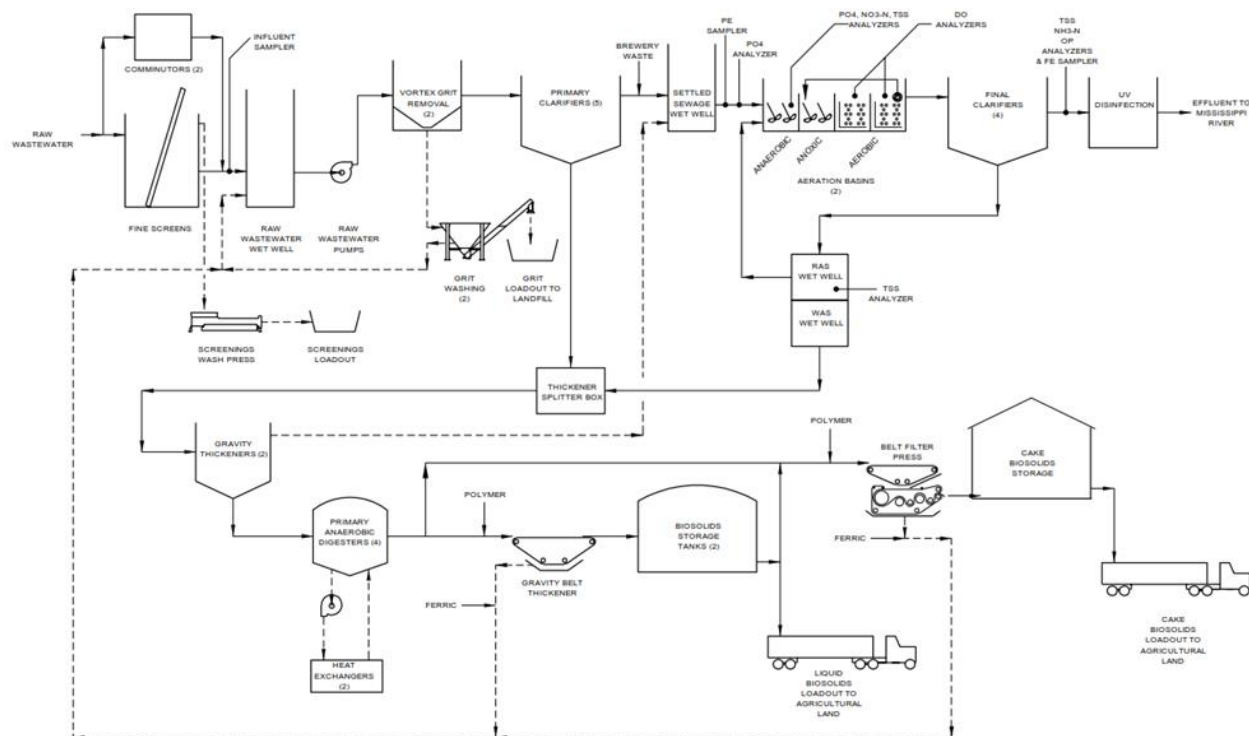 COMMINUTORS (2)
INFLUENT
SAMPLER
RAW
WASTEWATER
FINE SCREENS
RAW
WASTEWATER
WET WELL
RAW
WASTEWATER
PUMPS
VORTEX GRIT
REMOVAL
(2)
PRIMARY
CLARIFIERS (5)
BREWERY
WASTE
SETTLED
SEWAGE
WET WELL
PE
SAMPLER
PO4
ANALYZER
PO4, NO3-N, TSS
ANALYZERS
DO
ANALYZERS
ANAEROBIC
ANOXIC
AEROBIC
AERATION BASINS
(2)
FINAL
CLARIFIERS
(4)
TSS
NH3-N
OP
ANALYZERS
& FE SAMPLER
UV
DISINFECTION
EFFLUENT TO
MISSISSIPPI
RIVER
GRIT
WASHING
(2)
GRIT
LOADOUT TO
LANDFILL
SCREENINGS
WASH PRESS
SCREENINGS
LOADOUT
RAS
WET WELL
TSS
ANALYZER
WAS
WET WELL
THICKENER
SPLITTER BOX
GRAVITY
THICKENERS (2)
PRIMARY
ANAEROBIC
DIGESTERS (4)
HEAT
EXCHANGERS
(2)
POLYMER
GRAVITY BELT
THICKENER
FERRIC
BIOSOLIDS
STORAGE
TANKS (2)
LIQUID
BIOSOLIDS
LOADOUT TO
AGRICULTURAL
LAND
POLYMER
BELT FILTER
PRESS
FERRIC
CAKE
BIOSOLIDS
STORAGE
CAKE
BIOSOLIDS
LOADOUT TO
AGRICULTURAL
LAND